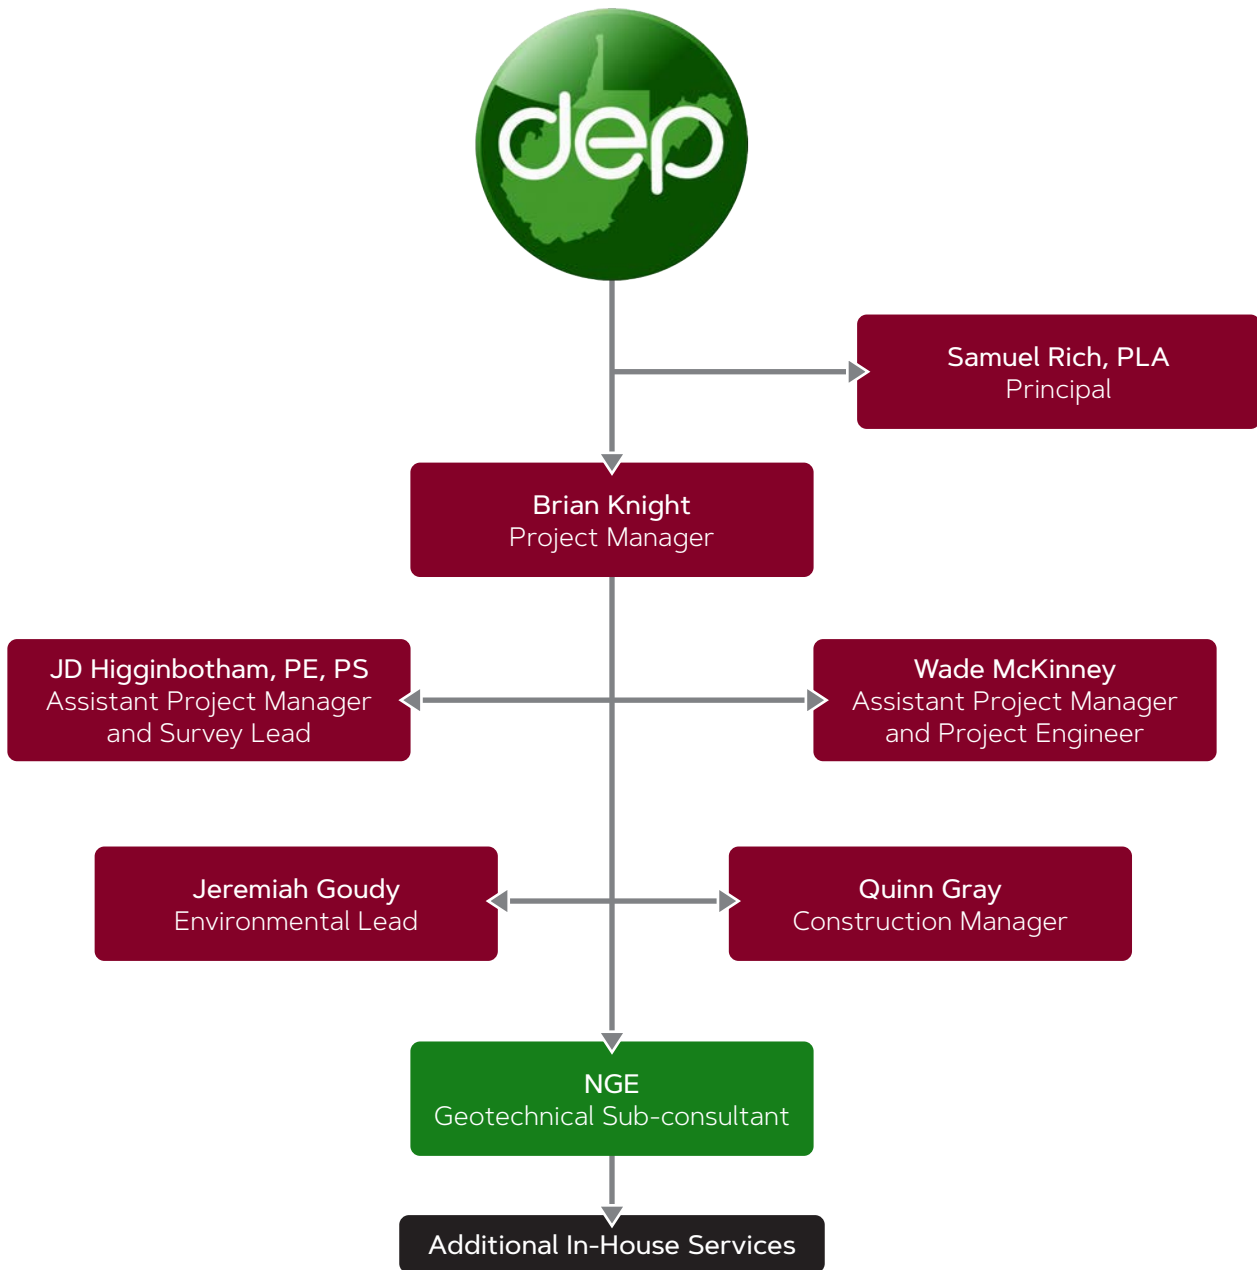 dep
Samuel Rich, PLA
Principal
Brian Knight
Project Manager
JD Higginbotham, PE, PS
Assistant Project Manager
and Survey Lead
Wade McKinney
Assistant Project Manager
and Project Engineer
Jeremiah Goudy
Environmental Lead
Quinn Gray
Construction Manager
NGE
Geotechnical Sub-consultant
Additional In-House Services